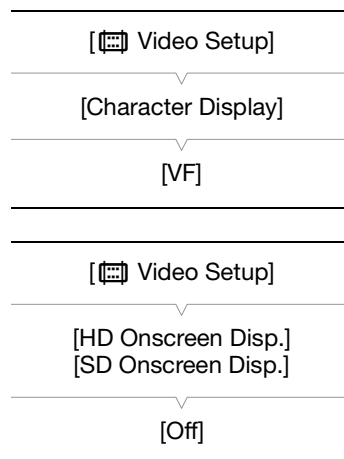 [ Video Setup]
[Character Display]
[VF]
[ Video Setup]
[HD Onscreen Disp.]
[SD Onscreen Disp.]
[Off]